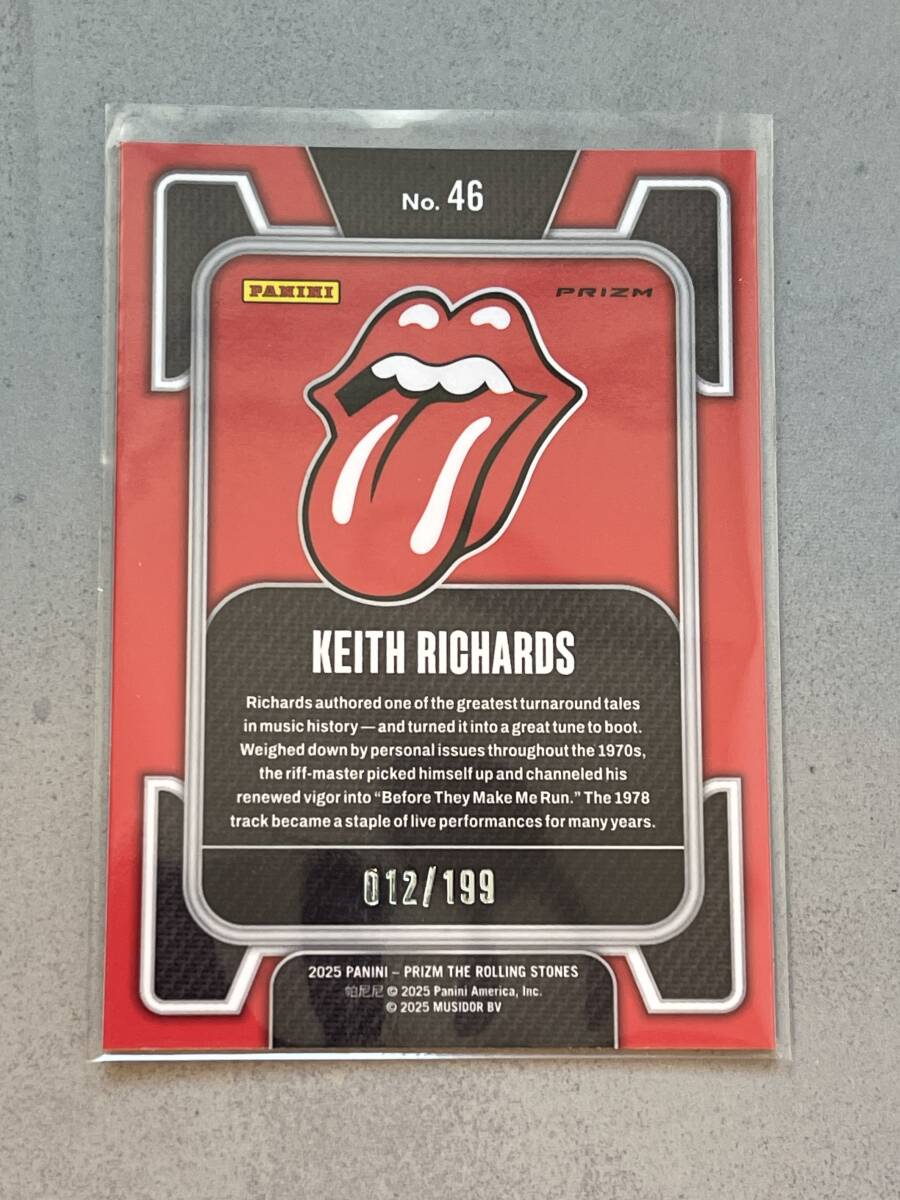 No. 46
PANINI
PRIZM
KEITH RICHARDS
Richards authored one of the greatest turnaround tales
in music history — and turned it into a great tune to boot.
Weighed down by personal issues throughout the 1970s,
the riff-master picked himself up and channeled his
renewed vigor into “Before They Make Me Run.” The 1978
track became a staple of live performances for many years.
012/199
2025 PANINI – PRIZM THE ROLLING STONES
帕尼尼 © 2025 Panini America, Inc.
© 2025 MUSIDOR BV